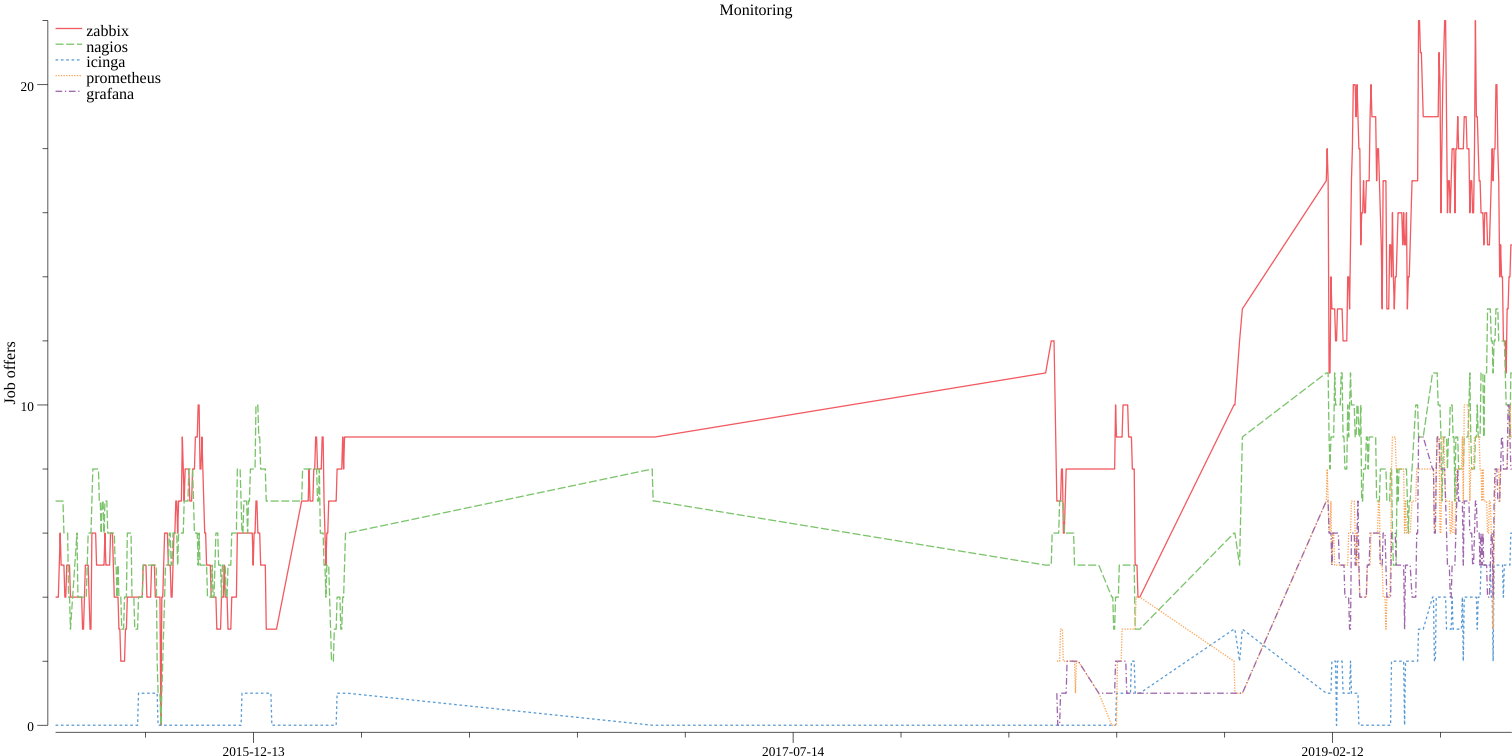 Monitoring
zabbix
nagios
icinga
prometheus
grafana
20
10
0
Job offers
2015-12-13
2017-07-14
2019-02-12